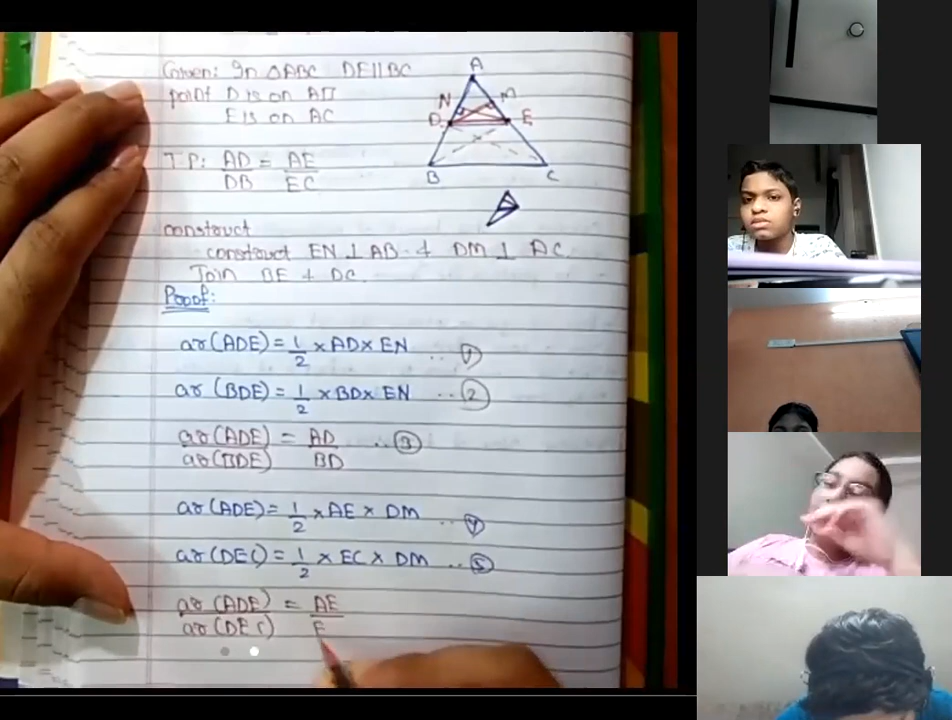 Given: In △ABC DE||BC
point D is on AB
E is on AC
T.P: AD/DB = AE/EC
A
N M
D E
B C
construct
construct EN ⊥ AB & DM ⊥ AC
Join BE & DC
Proof:
ar(ADE) = 1/2 × AD × EN .. ①
ar(BDE) = 1/2 × BD × EN .. ②
ar(ADE)/ar(BDE) = AD/BD .. ③
ar(ADE) = 1/2 × AE × DM .. ④
ar(DEC) = 1/2 × EC × DM .. ⑤
ar(ADE)/ar(DEC) = AE/E